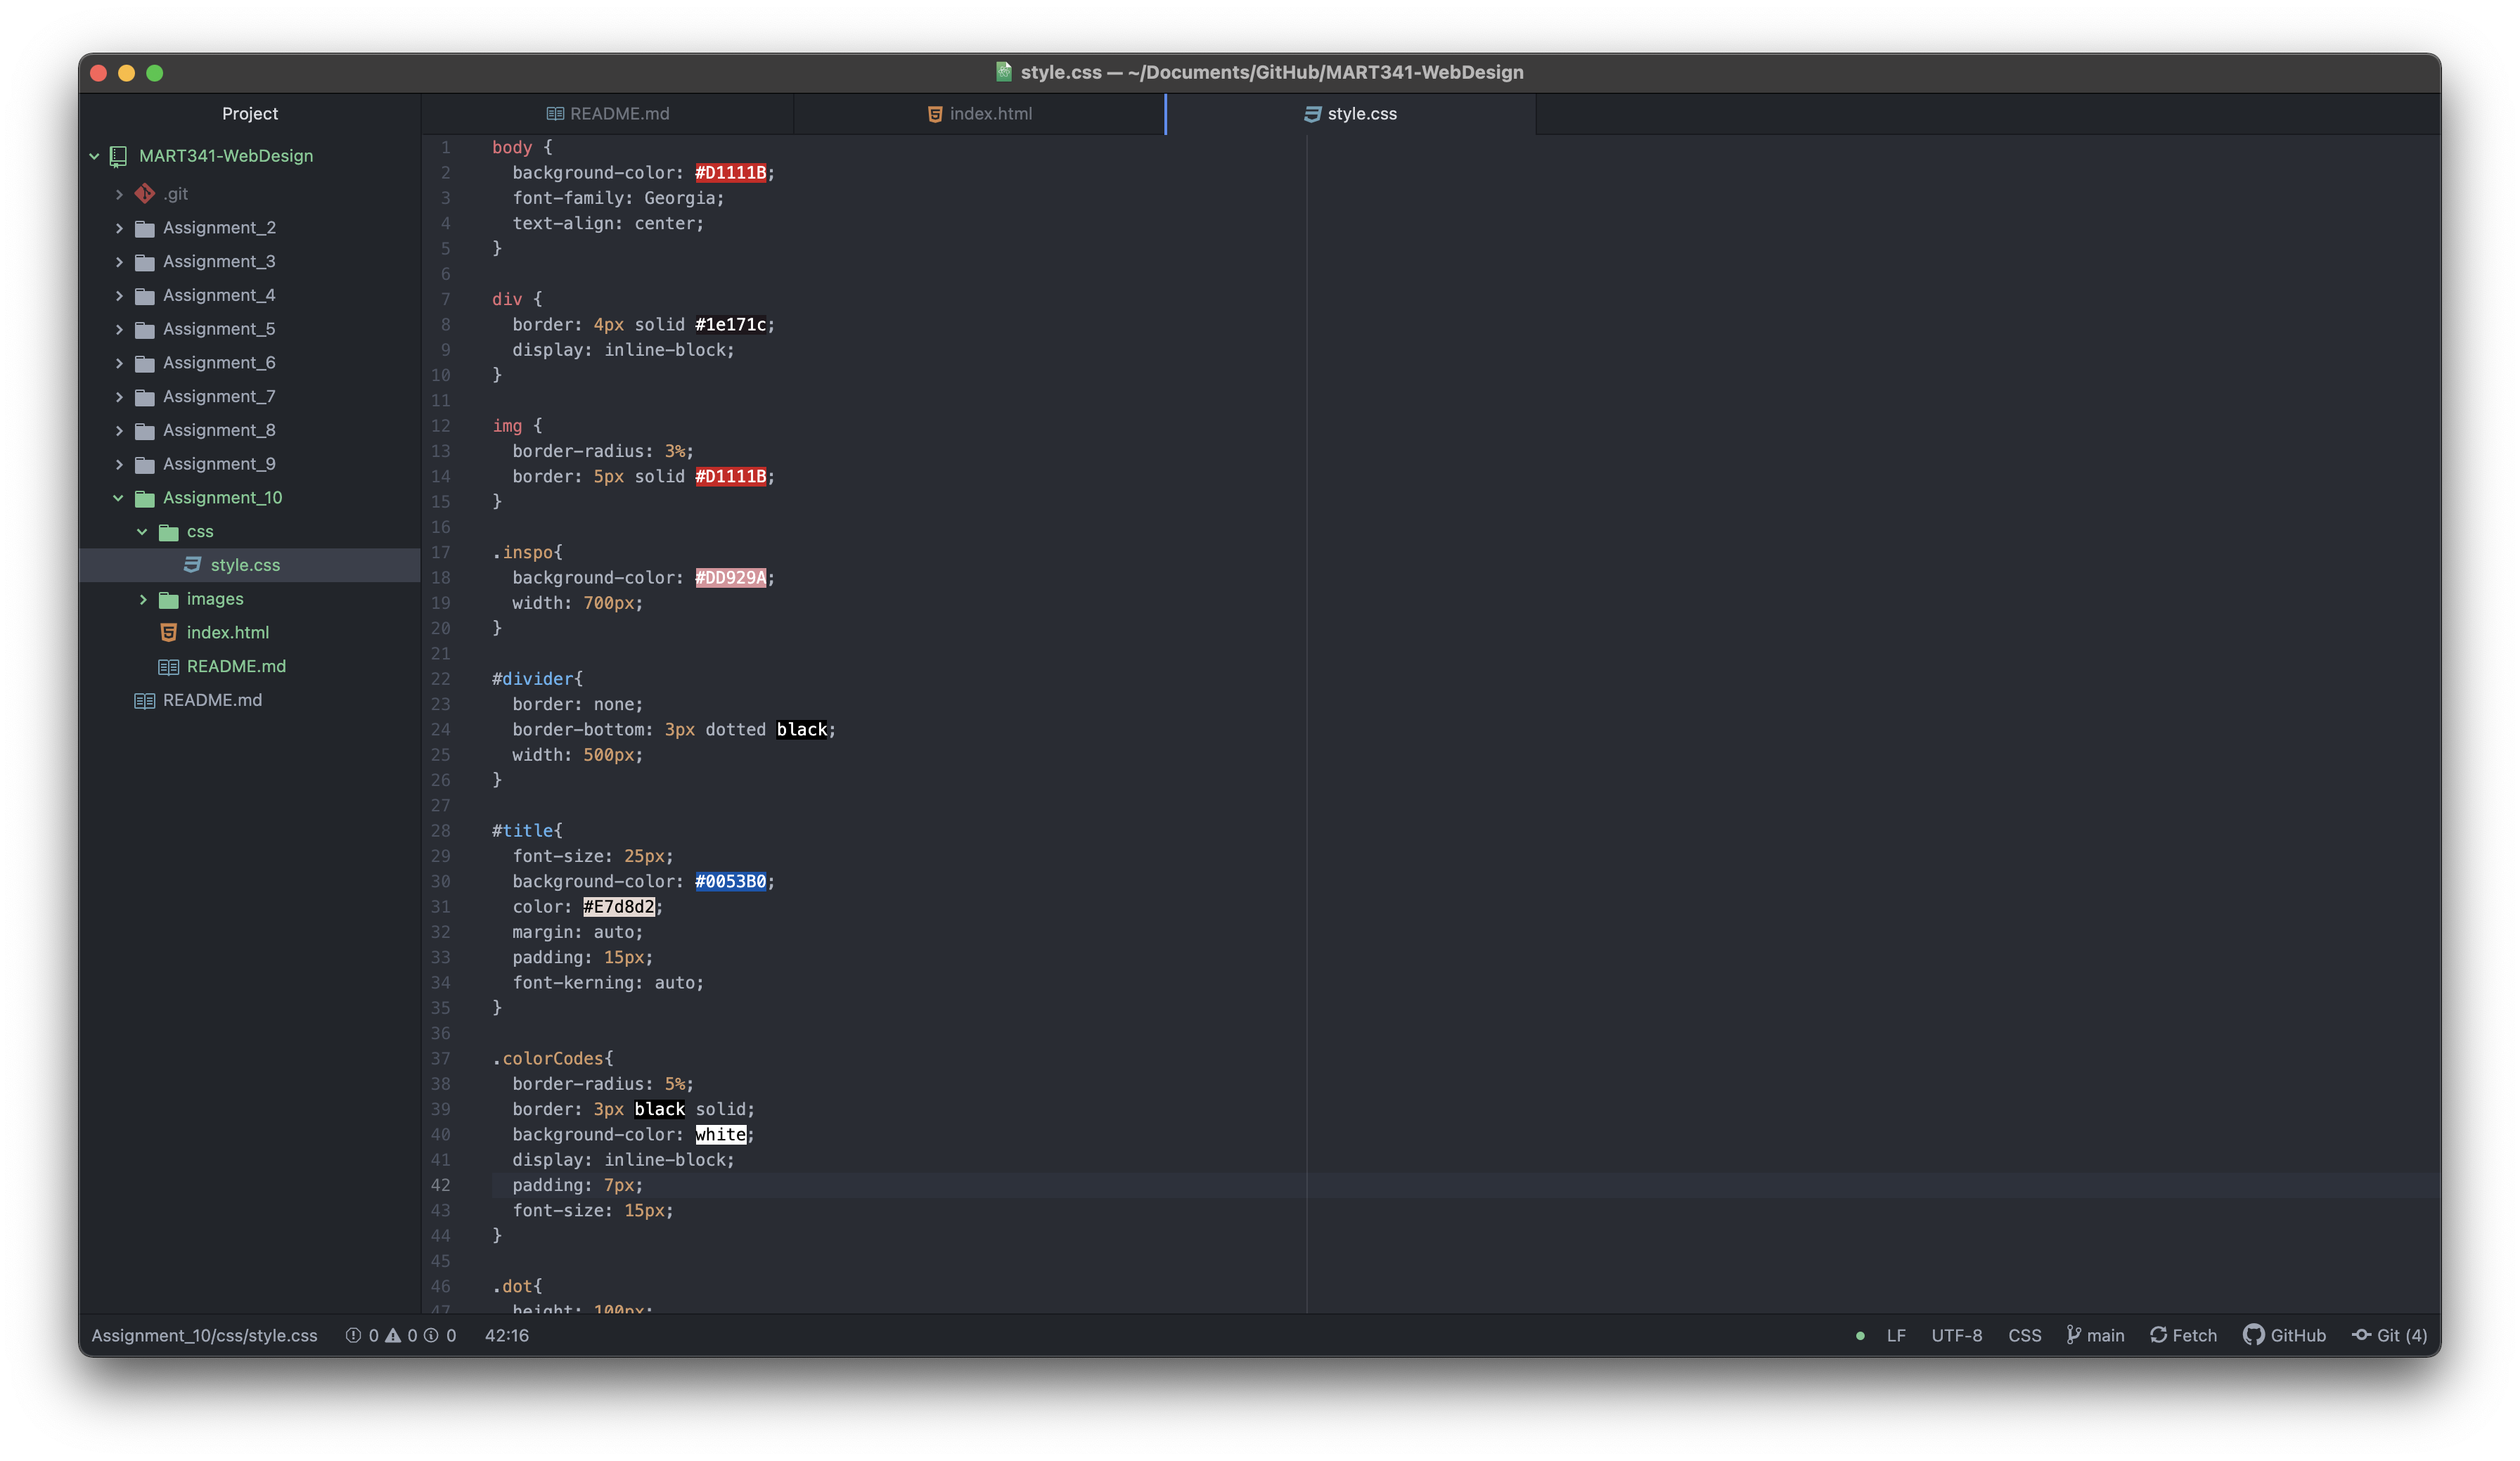 style.css — ~/Documents/GitHub/MART341-WebDesign
Project
README.md
index.html
style.css
MART341-WebDesign
.git
Assignment_2
Assignment_3
Assignment_4
Assignment_5
Assignment_6
Assignment_7
Assignment_8
Assignment_9
Assignment_10
css
style.css
images
index.html
README.md
README.md
1 body {
2   background-color: #D1111B;
3   font-family: Georgia;
4   text-align: center;
5 }
6
7 div {
8   border: 4px solid #1e171c;
9   display: inline-block;
10 }
11
12 img {
13   border-radius: 3%;
14   border: 5px solid #D1111B;
15 }
16
17 .inspo{
18   background-color: #DD929A;
19   width: 700px;
20 }
21
22 #divider{
23   border: none;
24   border-bottom: 3px dotted black;
25   width: 500px;
26 }
27
28 #title{
29   font-size: 25px;
30   background-color: #0053B0;
31   color: #E7d8d2;
32   margin: auto;
33   padding: 15px;
34   font-kerning: auto;
35 }
36
37 .colorCodes{
38   border-radius: 5%;
39   border: 3px black solid;
40   background-color: white;
41   display: inline-block;
42   padding: 7px;
43   font-size: 15px;
44 }
45
46 .dot{
47   height: 100px;
Assignment_10/css/style.css 0 0 0 42:16 LF UTF-8 CSS main Fetch GitHub Git (4)